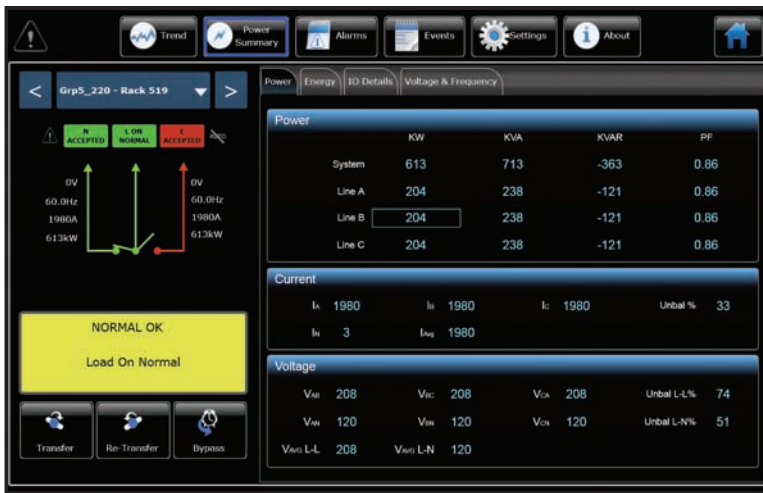 Trend
Power Summary
Alarms
Events
Settings
About
< Grp5_220 - Rack 519 >
Power Energy IO Details Voltage & Frequency
N ACCEPTED
L ON NORMAL
E ACCEPTED
AUTO
0V
60.0Hz
1980A
613kW
0V
60.0Hz
1980A
613kW
NORMAL OK
Load On Normal
Transfer
Re-Transfer
Bypass
Power
KW KVA KVAR PF
System 613 713 -363 0.86
Line A 204 238 -121 0.86
Line B 204 238 -121 0.86
Line C 204 238 -121 0.86
Current
IA 1980 IB 1980 IC 1980 Unbal % 33
IN 3 IAvg 1980
Voltage
VAB 208 VBC 208 VCA 208 Unbal L-L% 74
VAN 120 VBN 120 VCN 120 Unbal L-N% 51
VAVG L-L 208 VAVG L-N 120